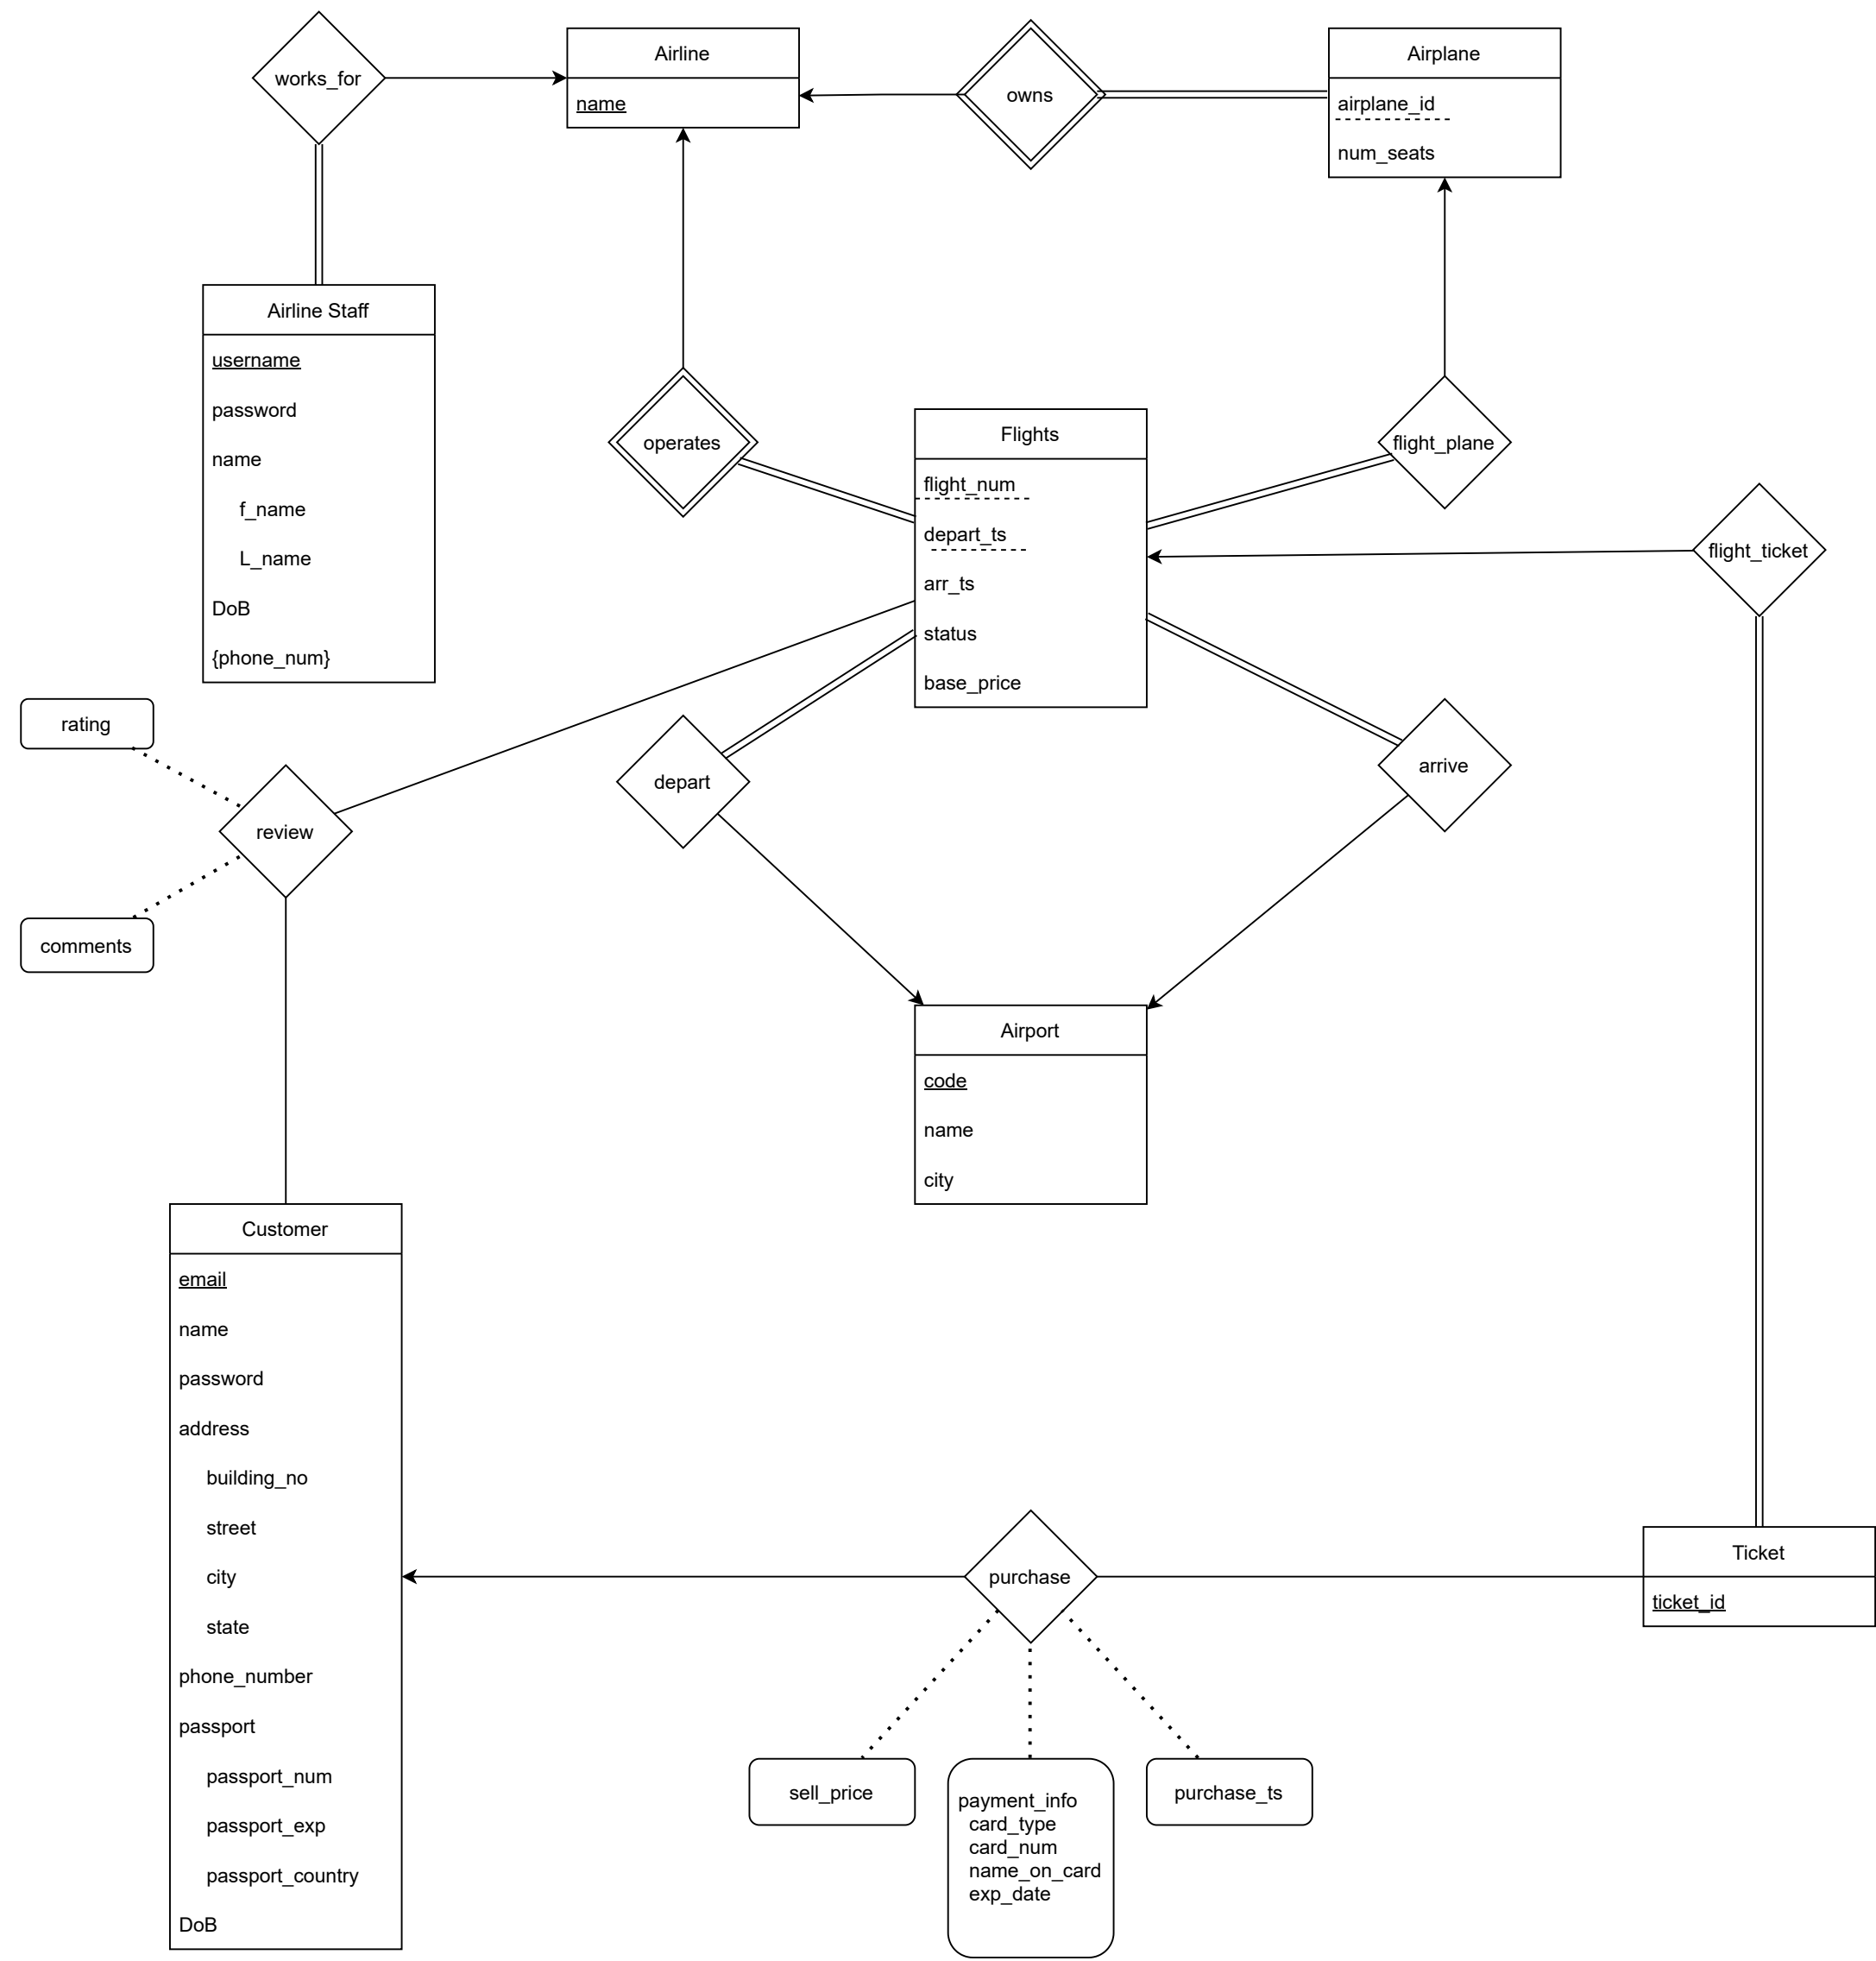 works_for
Airline
name
owns
Airplane
airplane_id
num_seats
Airline Staff
username
password
name
f_name
L_name
DoB
{phone_num}
operates
Flights
flight_num
depart_ts
arr_ts
status
base_price
flight_plane
flight_ticket
rating
review
comments
depart
arrive
Airport
code
name
city
Customer
email
name
password
address
building_no
street
city
state
phone_number
passport
passport_num
passport_exp
passport_country
DoB
purchase
Ticket
ticket_id
sell_price
payment_info
card_type
card_num
name_on_card
exp_date
purchase_ts